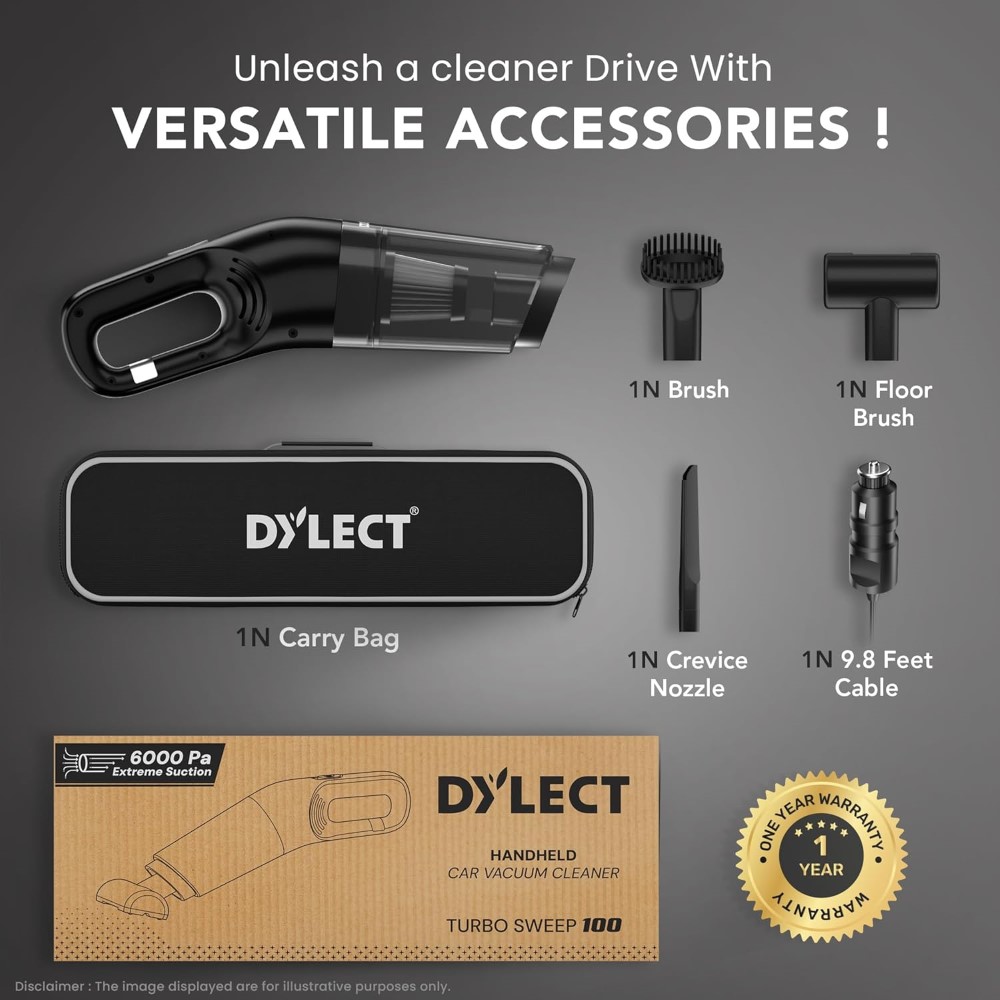 Unleash a cleaner Drive With
VERSATILE ACCESSORIES !
1N Brush
1N Floor
Brush
DYLECT®
1N Carry Bag
1N Crevice
Nozzle
1N 9.8 Feet
Cable
6000 Pa
Extreme Suction
DYLECT
HANDHELD
CAR VACUUM CLEANER
TURBO SWEEP 100
ONE YEAR WARRANTY
1
YEAR
WARRANTY
Disclaimer : The image displayed are for illustrative purposes only.